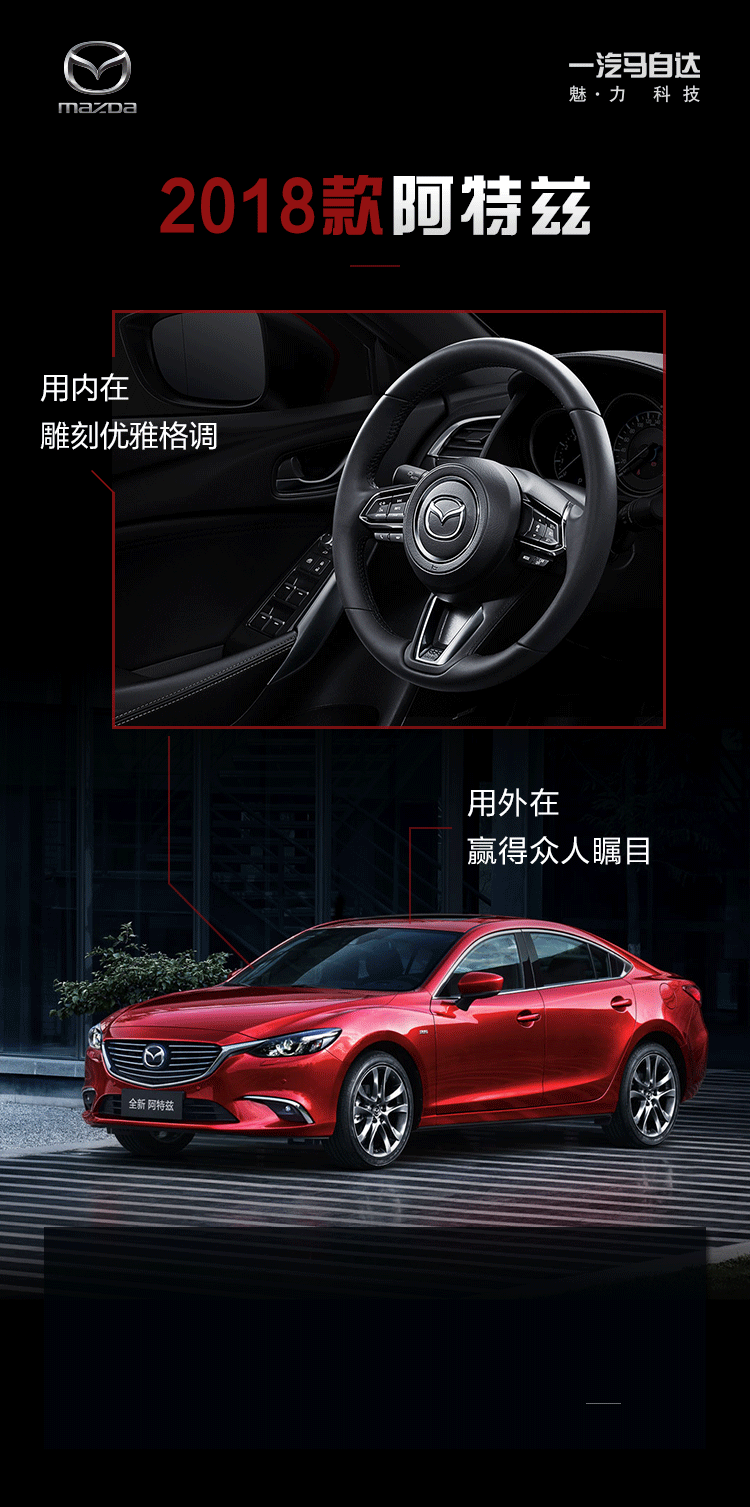 mazda
一汽马自达
魅·力 科技
2018款阿特兹
用内在
雕刻优雅格调
用外在
赢得众人瞩目
全新 阿特兹